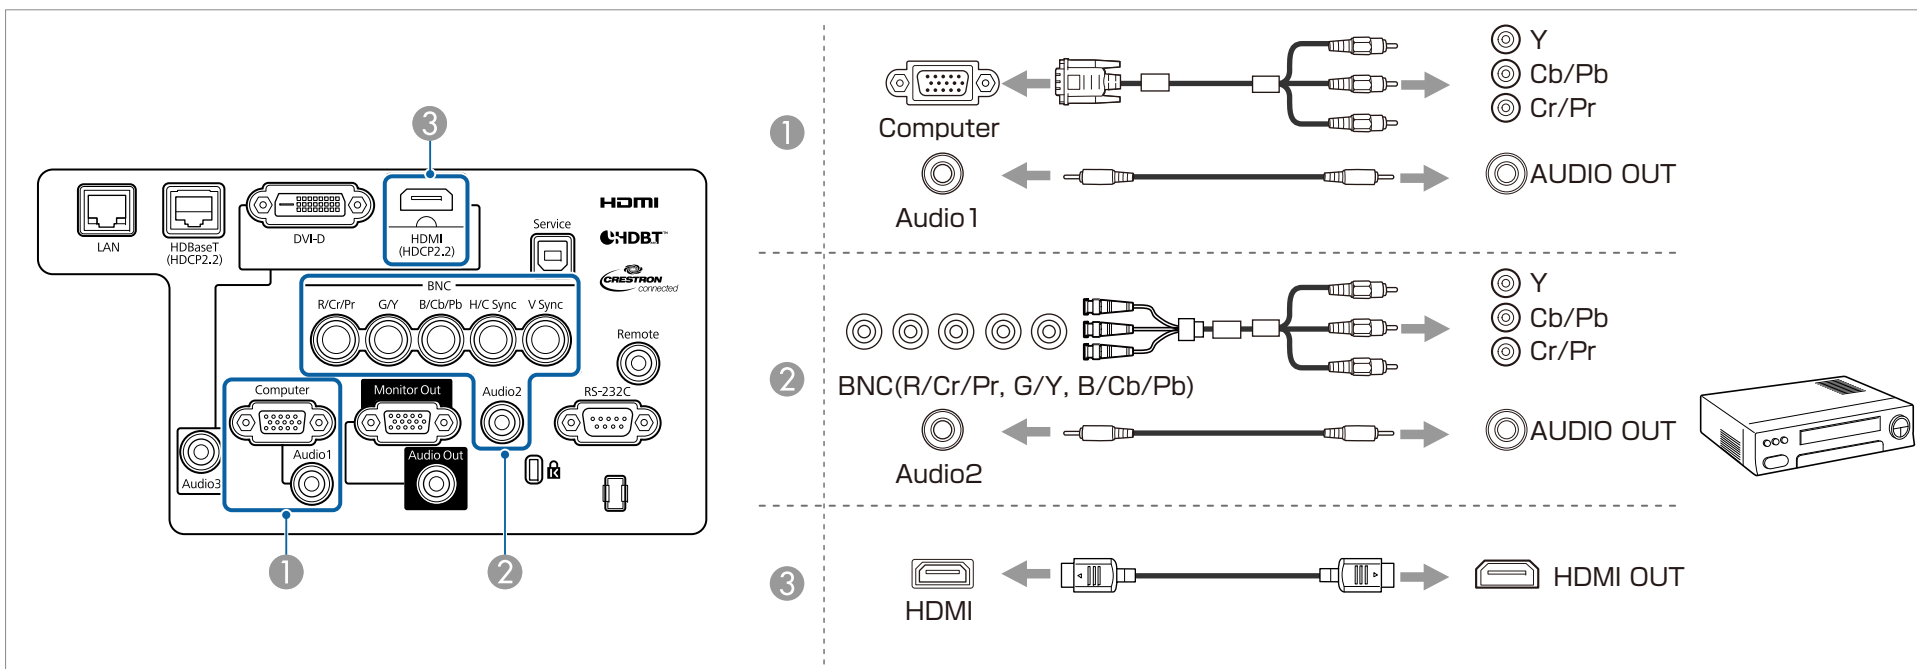 3
HDMI
LAN
HDBaseT
(HDCP2.2)
DVI-D
HDMI
(HDCP2.2)
Service
HDBT™
CRESTRON
connected
BNC
R/Cr/Pr
G/Y
B/Cb/Pb
H/C Sync
V Sync
Remote
Computer
Monitor Out
Audio2
RS-232C
Audio3
Audio1
Audio Out
K
1
2
1
Computer
Y
Cb/Pb
Cr/Pr
Audio1
AUDIO OUT
2
Y
Cb/Pb
Cr/Pr
BNC(R/Cr/Pr, G/Y, B/Cb/Pb)
Audio2
AUDIO OUT
3
HDMI
HDMI OUT